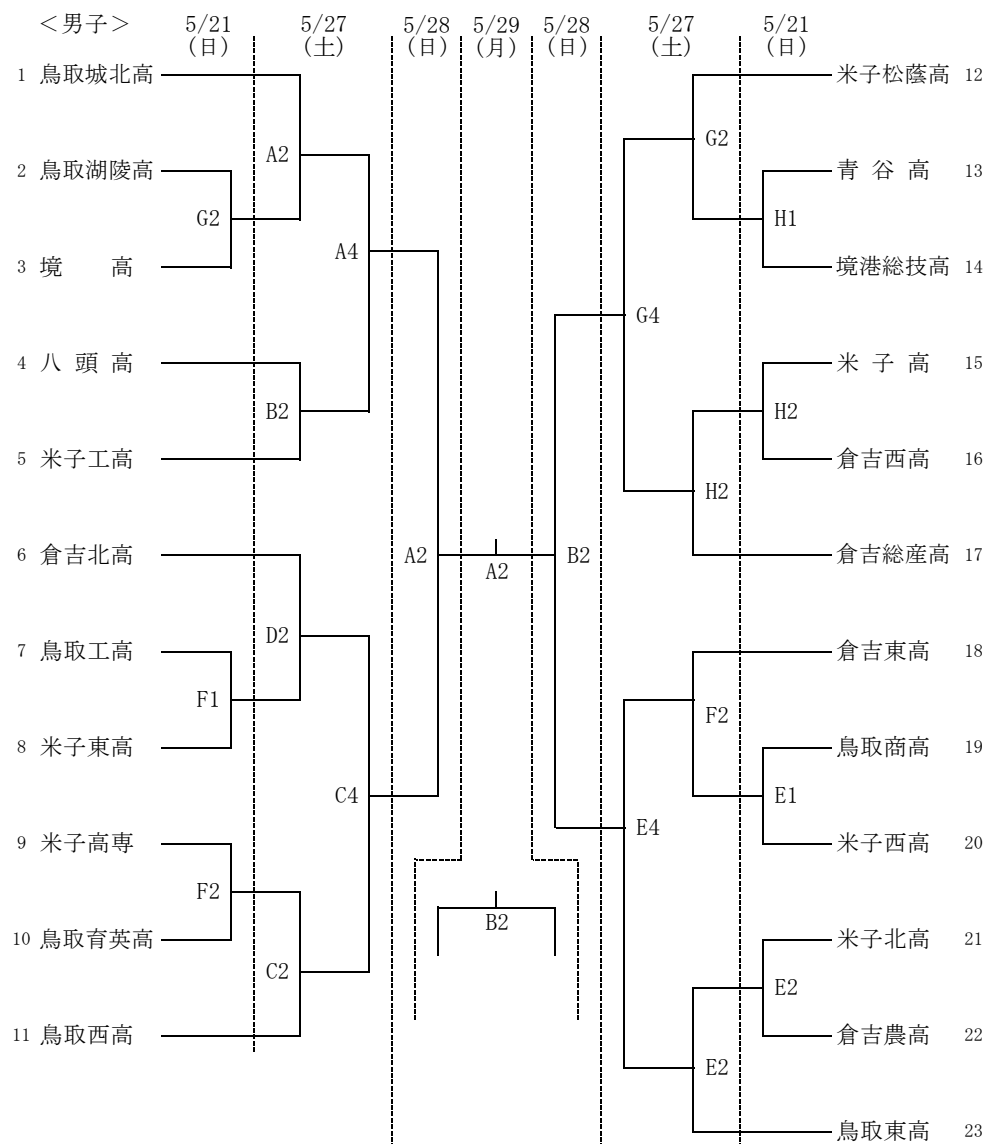 ＜男子＞ 5/21 5/27 5/28 5/29 5/28 5/27 5/21
(日) (土) (日) (月) (日) (土) (日)
1 鳥取城北高 米子松蔭高 12
G2
A2
2 鳥取湖陵高 青谷高 13
G2 H1
A4
3 境　　高 境港総技高 14
G4
4 八頭高 米子高 15
B2 H2
5 米子工高 倉吉西高 16
H2
6 倉吉北高 A2 B2 倉吉総産高 17
A2
D2
7 鳥取工高 倉吉東高 18
F1 F2
8 米子東高 鳥取商高 19
C4 E1
E4
9 米子高専 米子西高 20
F2
B2
10 鳥取育英高 米子北高 21
C2 E2
11 鳥取西高 倉吉農高 22
E2
鳥取東高 23